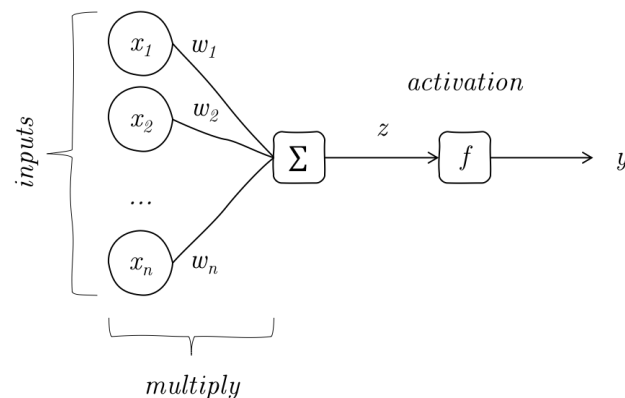 x₁ w₁
activation
inputs
x₂ w₂
z
Σ
f
y
...
xₙ wₙ
multiply